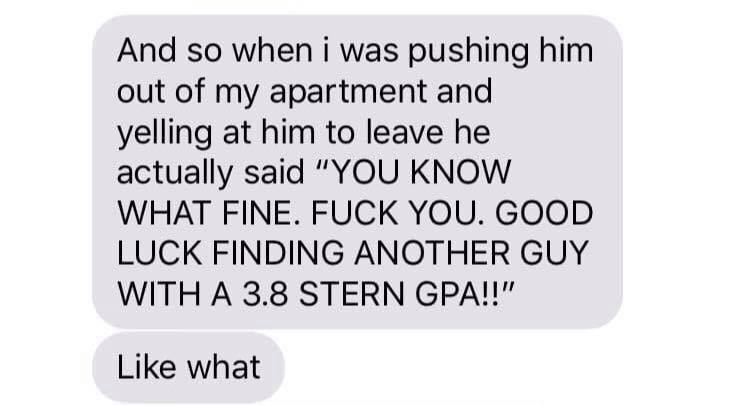 And so when i was pushing him
out of my apartment and
yelling at him to leave he
actually said “YOU KNOW
WHAT FINE. FUCK YOU. GOOD
LUCK FINDING ANOTHER GUY
WITH A 3.8 STERN GPA!!”
Like what